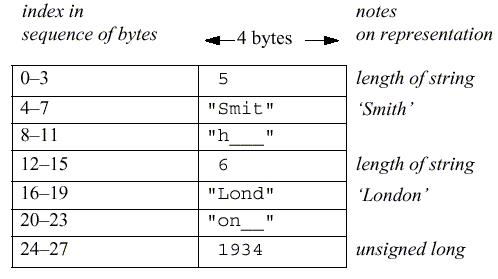 index in sequence of bytes
4 bytes
notes on representation
0–3 5 length of string
4–7 "Smit" ‘Smith’
8–11 "h___"
12–15 6 length of string
16–19 "Lond" ‘London’
20–23 "on__"
24–27 1934 unsigned long